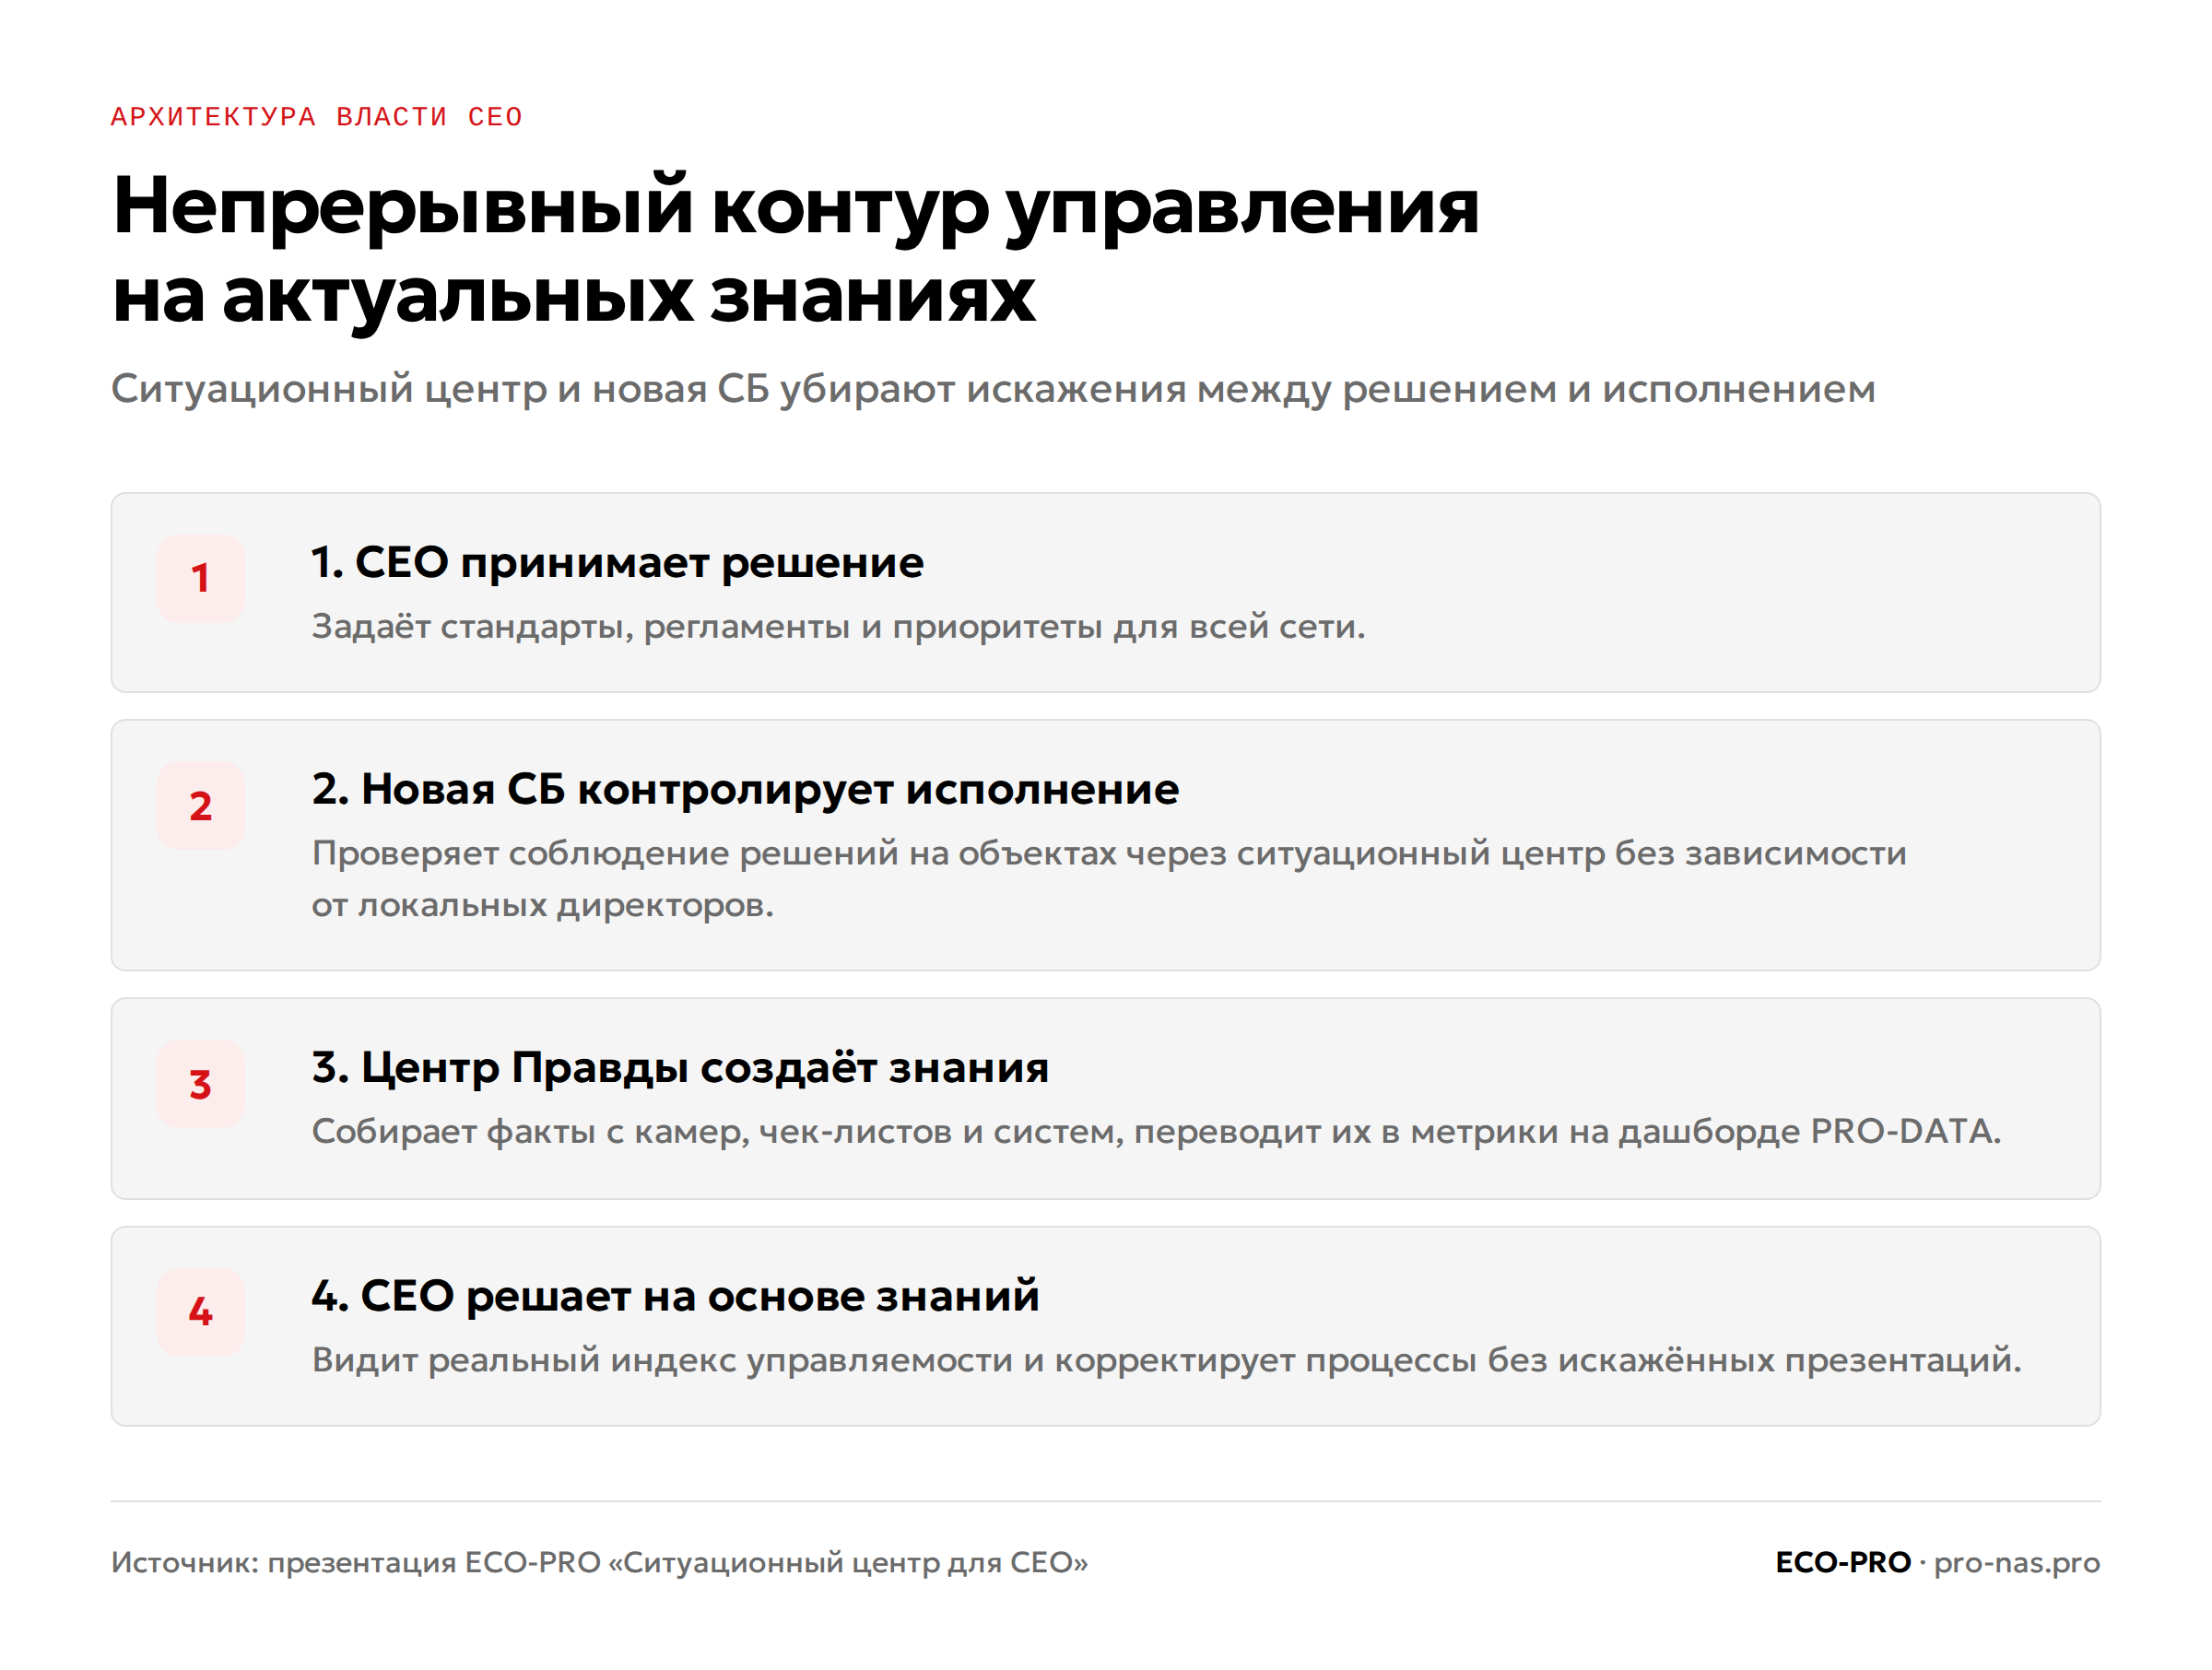 АРХИТЕКТУРА ВЛАСТИ CEO
Непрерывный контур управления
на актуальных знаниях
Ситуационный центр и новая СБ убирают искажения между решением и исполнением
1
1. CEO принимает решение
Задаёт стандарты, регламенты и приоритеты для всей сети.
2
2. Новая СБ контролирует исполнение
Проверяет соблюдение решений на объектах через ситуационный центр без зависимости
от локальных директоров.
3
3. Центр Правды создаёт знания
Собирает факты с камер, чек-листов и систем, переводит их в метрики на дашборде PRO-DATA.
4
4. CEO решает на основе знаний
Видит реальный индекс управляемости и корректирует процессы без искажённых презентаций.
Источник: презентация ECO-PRO «Ситуационный центр для CEO»
ECO-PRO · pro-nas.pro